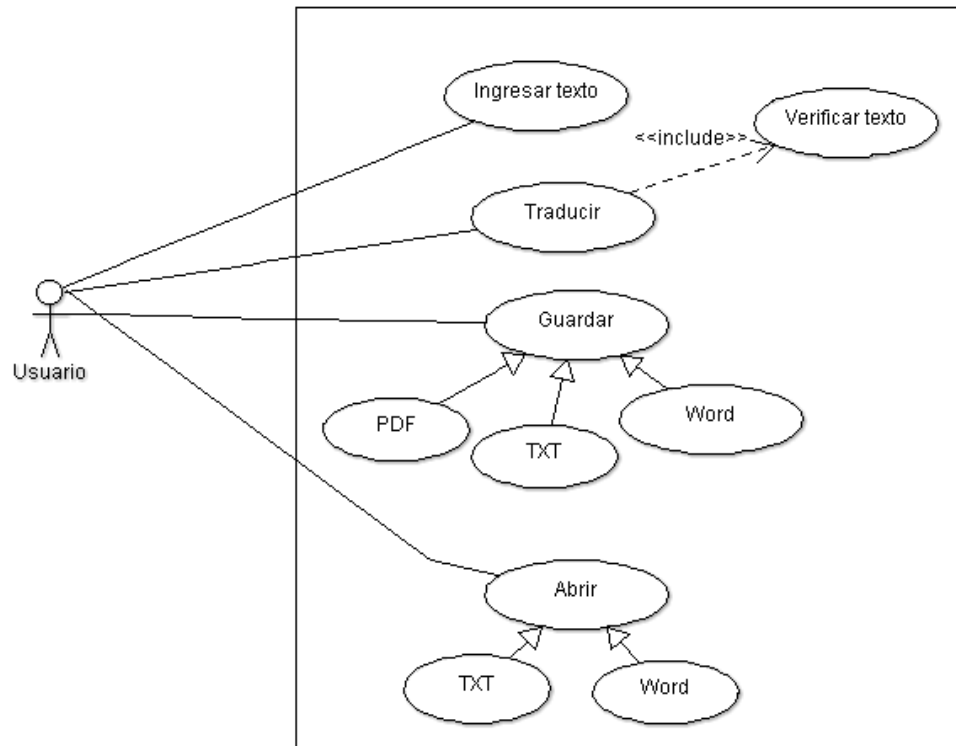 Ingresar texto
<<include>>
Verificar texto
Traducir
Usuario
Guardar
PDF
TXT
Word
Abrir
TXT
Word